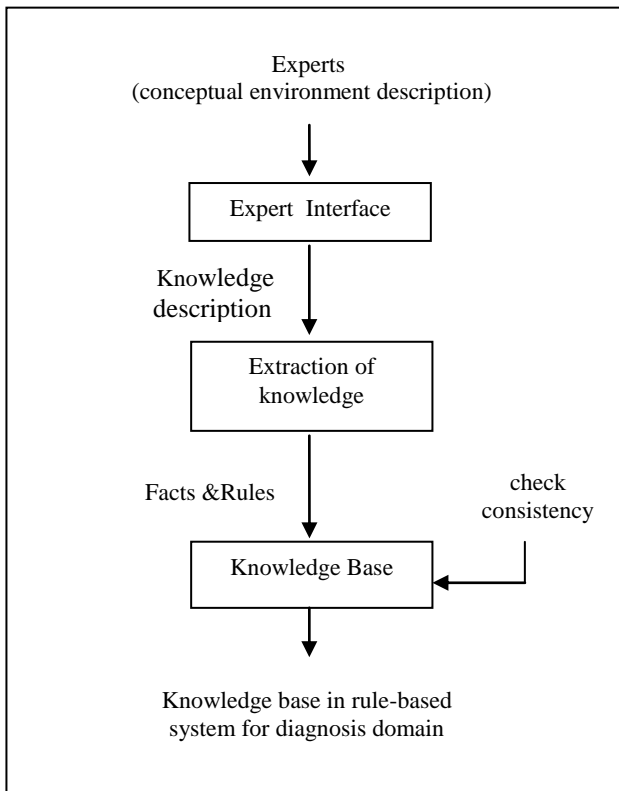 Experts
(conceptual environment description)
Expert Interface
Knowledge
description
Extraction of
knowledge
Facts &Rules
check
consistency
Knowledge Base
Knowledge base in rule-based
system for diagnosis domain